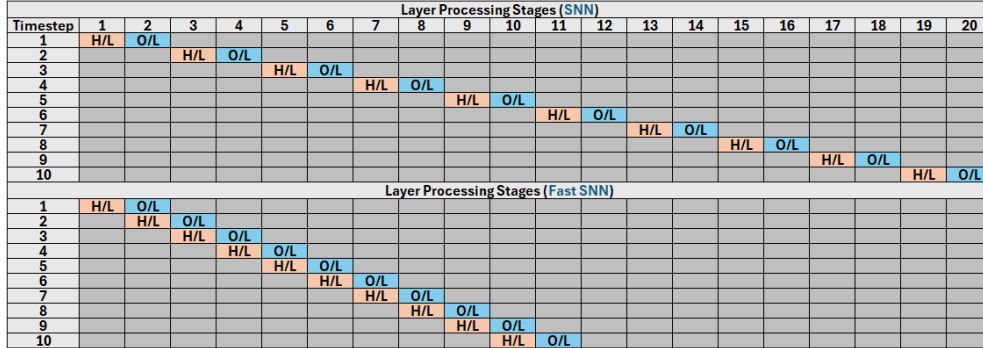 Layer Processing Stages (SNN)
Timestep 1 2 3 4 5 6 7 8 9 10 11 12 13 14 15 16 17 18 19 20
1 H/L O/L
2 H/L O/L
3 H/L O/L
4 H/L O/L
5 H/L O/L
6 H/L O/L
7 H/L O/L
8 H/L O/L
9 H/L O/L
10 H/L O/L
Layer Processing Stages (Fast SNN)
1 H/L O/L
2 H/L O/L
3 H/L O/L
4 H/L O/L
5 H/L O/L
6 H/L O/L
7 H/L O/L
8 H/L O/L
9 H/L O/L
10 H/L O/L